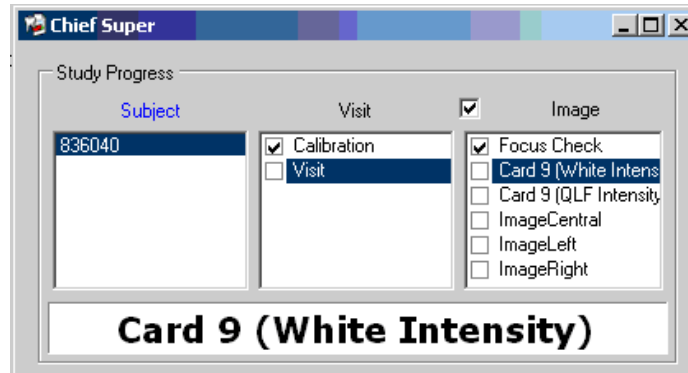 Chief Super
Study Progress
Subject Visit Image
836040
Calibration
Visit
Focus Check
Card 9 (White Intens
Card 9 (QLF Intensity
ImageCentral
ImageLeft
ImageRight
Card 9 (White Intensity)